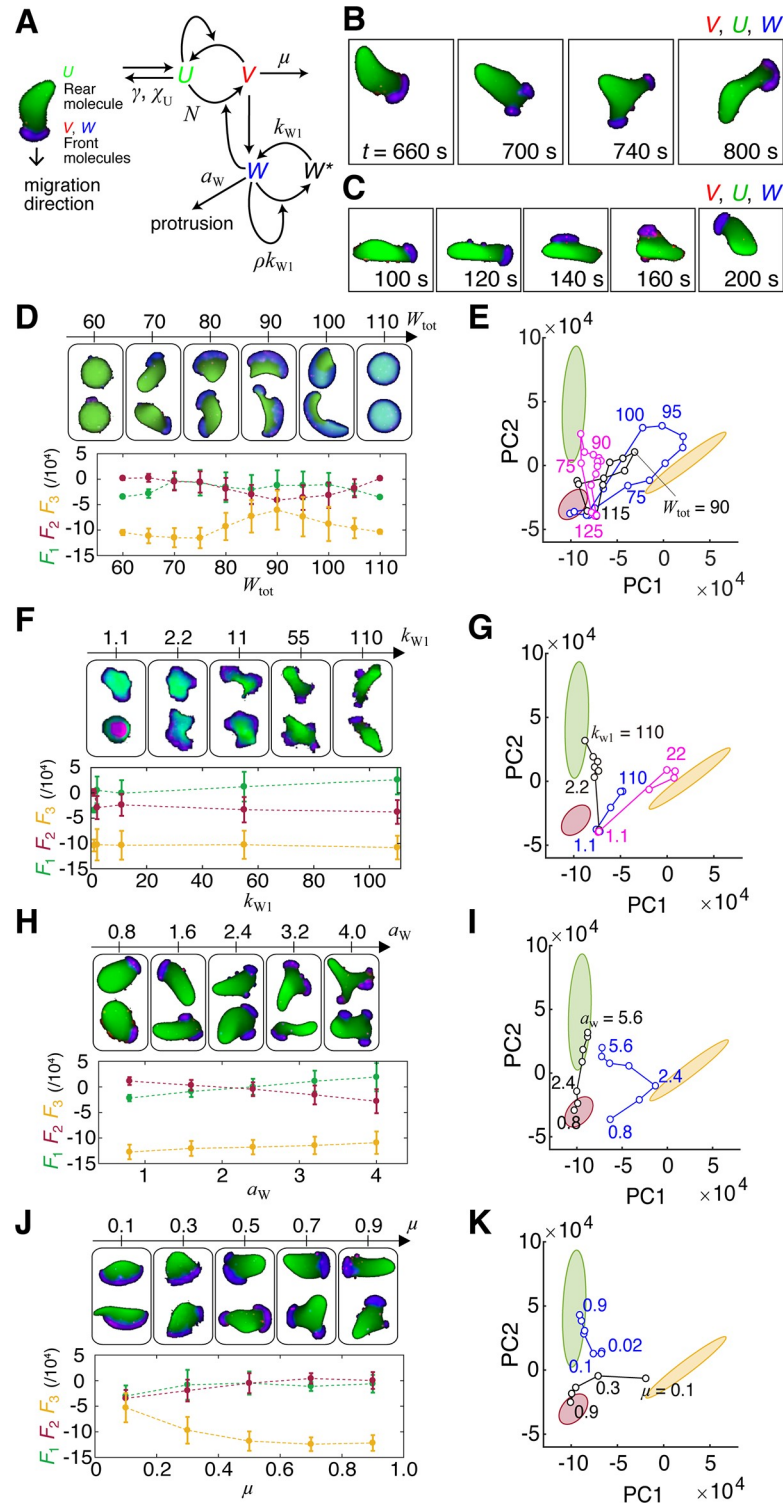 A
U
Rear
molecule
V, W
Front
molecules
migration
direction
γ, χU
U
V
μ
N
kW1
W
W*
aW
protrusion
ρkW1
B
V, U, W
t = 660 s
700 s
740 s
800 s
C
V, U, W
100 s
120 s
140 s
160 s
200 s
D
60 70 80 90 100 110 Wtot
F1 F2 F3 (/10⁴)
5
0
-5
-10
-15
60 70 80 90 100 110
Wtot
E
10 ×10⁴
5
0
-5
PC2
100
95
90
75
75
115
125
Wtot = 90
-10 -5 0 5
PC1 ×10⁴
F
1.1 2.2 11 55 110 kW1
F1 F2 F3 (/10⁴)
5
0
-5
-10
-15
0 20 40 60 80 100
kW1
G
10 ×10⁴
5
0
-5
PC2
kw1 = 110
22
2.2
110
1.1
1.1
-10 -5 0 5
PC1 ×10⁴
H
0.8 1.6 2.4 3.2 4.0 aW
F1 F2 F3 (/10⁴)
5
0
-5
-10
-15
1 2 3 4
aW
I
10 ×10⁴
5
0
-5
PC2
aw = 5.6
5.6
2.4
2.4
0.8
0.8
-10 -5 0 5
PC1 ×10⁴
J
0.1 0.3 0.5 0.7 0.9 μ
F1 F2 F3 (/10⁴)
5
0
-5
-10
-15
0 0.2 0.4 0.6 0.8 1.0
μ
K
10 ×10⁴
5
0
-5
PC2
0.9
0.02
0.1
0.3
μ = 0.1
0.9
-10 -5 0 5
PC1 ×10⁴